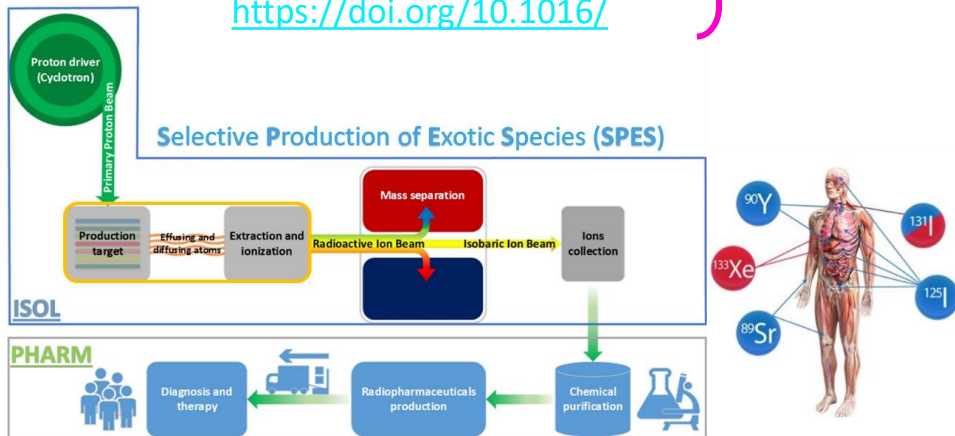 https://doi.org/10.1016/
Proton driver
(Cyclotron)
Primary Proton Beam
Selective Production of Exotic Species (SPES)
Production
target
Effusing and
diffusing atoms
Extraction and
ionization
Mass separation
Radioactive Ion Beam
Isobaric Ion Beam
Ions
collection
ISOL
PHARM
Diagnosis and
therapy
Radiopharmaceuticals
production
Chemical
purification
⁹⁰Y
¹³¹I
¹³³Xe
¹²⁵I
⁸⁹Sr